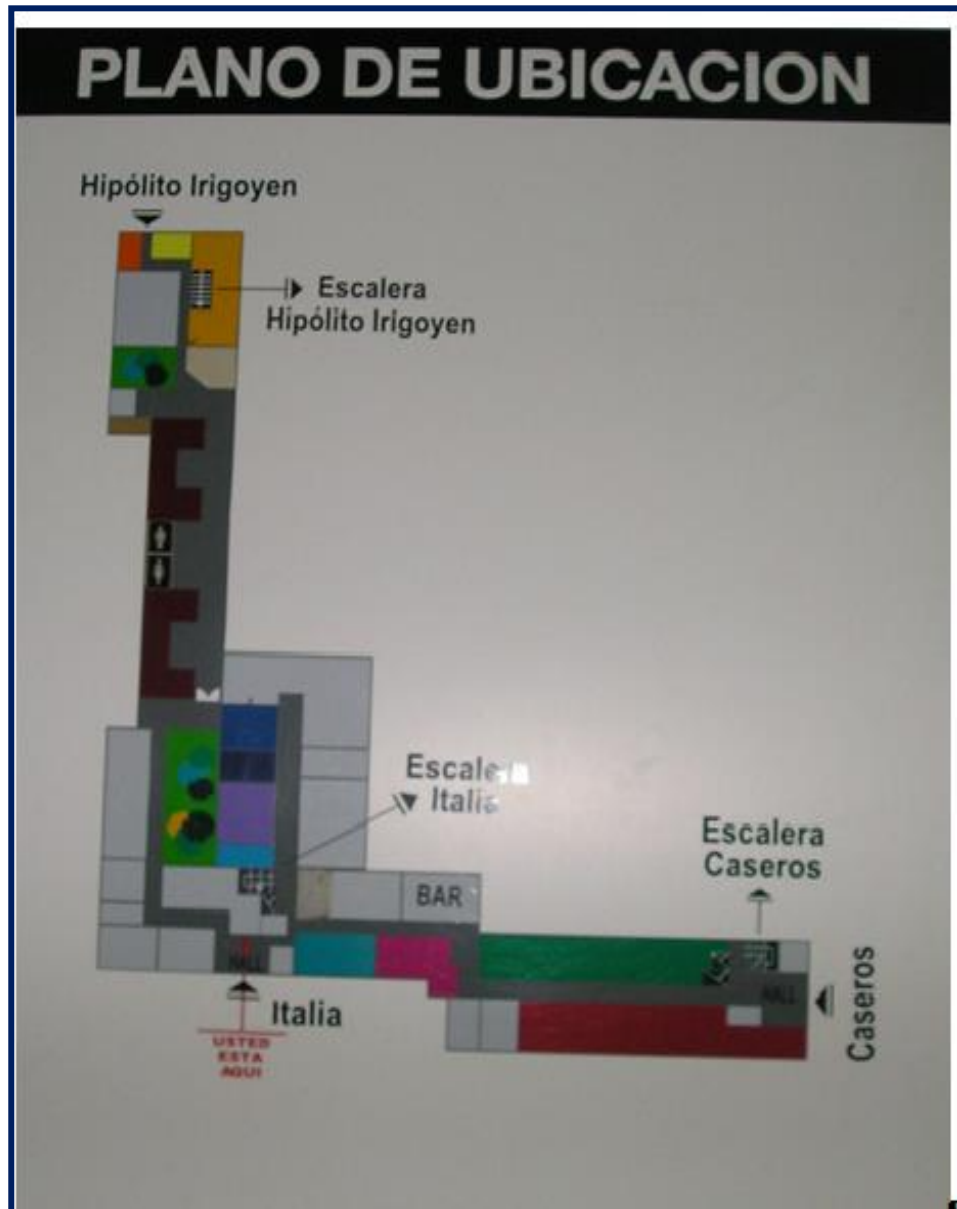 PLANO DE UBICACION
Hipólito Irigoyen
Escalera
Hipólito Irigoyen
Escalera
Italia
Escalera
Caseros
BAR
HALL
HALL
Caseros
Italia
USTED
ESTA
AQUI